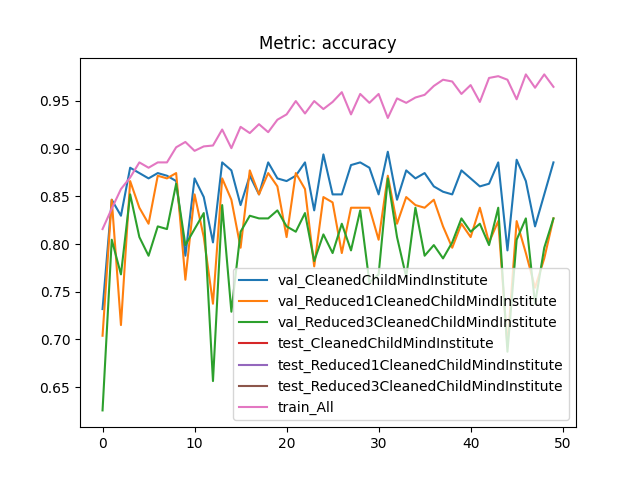 Metric: accuracy
0.95
0.90
0.85
0.80
0.75
0.70
0.65
val_CleanedChildMindInstitute
val_Reduced1CleanedChildMindInstitute
val_Reduced3CleanedChildMindInstitute
test_CleanedChildMindInstitute
test_Reduced1CleanedChildMindInstitute
test_Reduced3CleanedChildMindInstitute
train_All
0 10 20 30 40 50